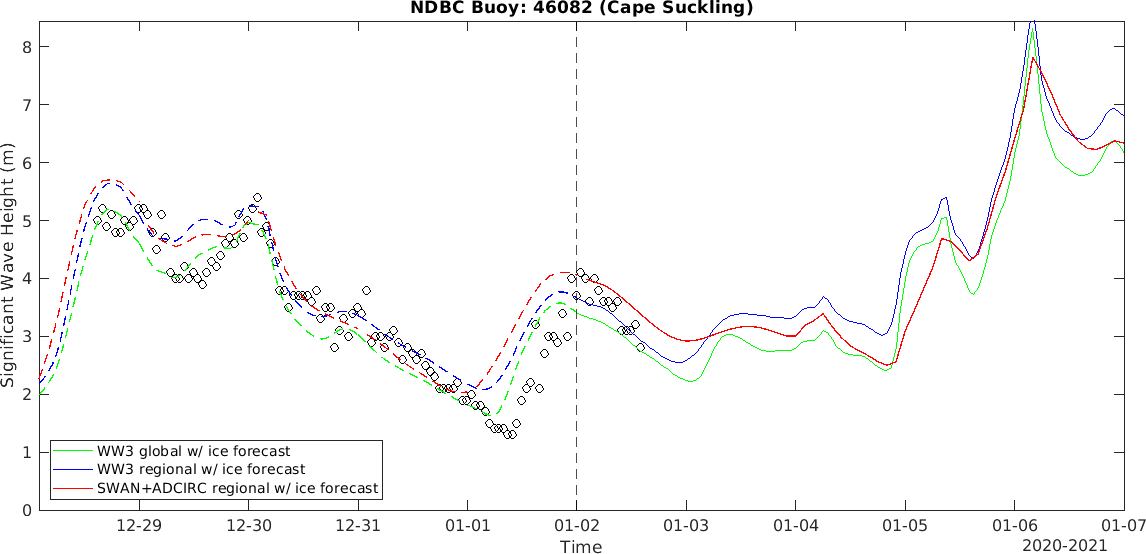 NDBC Buoy: 46082 (Cape Suckling)
Significant Wave Height (m)
8
7
6
5
4
3
2
1
0
WW3 global w/ ice forecast
WW3 regional w/ ice forecast
SWAN+ADCIRC regional w/ ice forecast
12-29 12-30 12-31 01-01 01-02 01-03 01-04 01-05 01-06 01-07
Time
2020-2021